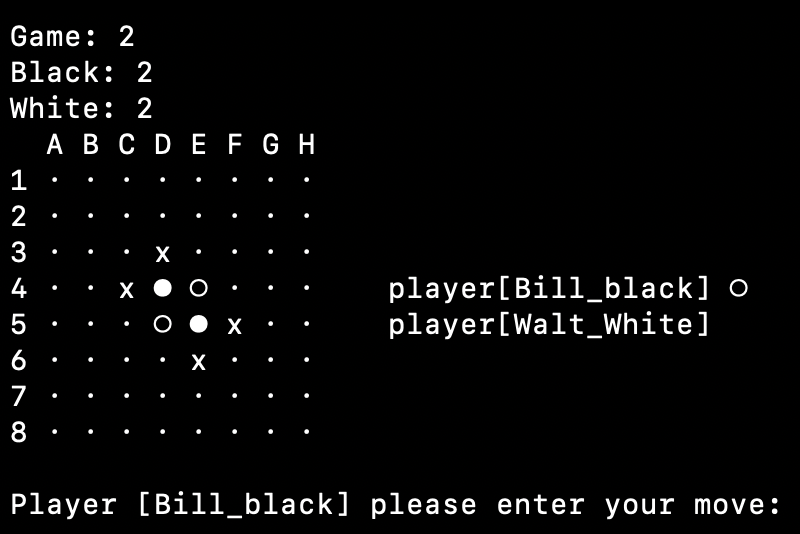 Game: 2
Black: 2
White: 2
  A B C D E F G H
1 · · · · · · · ·
2 · · · · · · · ·
3 · · · x · · · ·
4 · · x ● ○ · · ·    player[Bill_black] ○
5 · · · ○ ● x · ·    player[Walt_White]
6 · · · · x · · ·
7 · · · · · · · ·
8 · · · · · · · ·
Player [Bill_black] please enter your move: